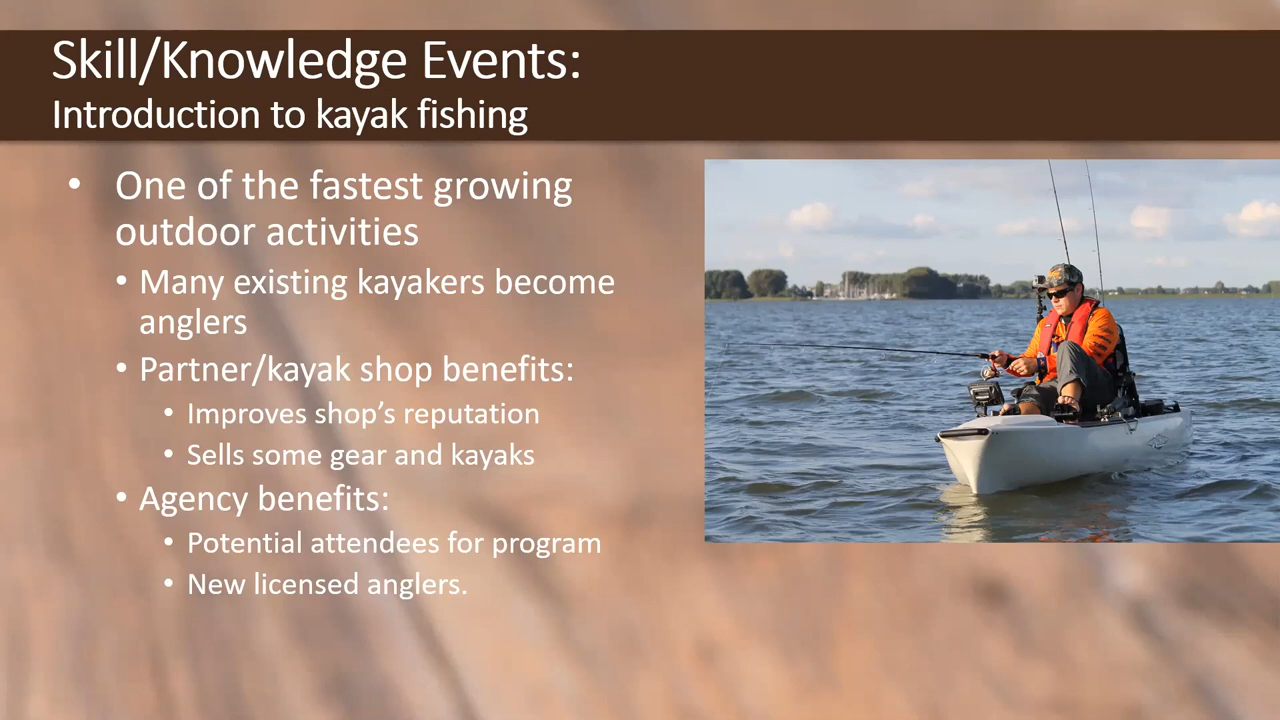 Skill/Knowledge Events:
Introduction to kayak fishing
• One of the fastest growing
outdoor activities
• Many existing kayakers become
anglers
• Partner/kayak shop benefits:
• Improves shop’s reputation
• Sells some gear and kayaks
• Agency benefits:
• Potential attendees for program
• New licensed anglers.